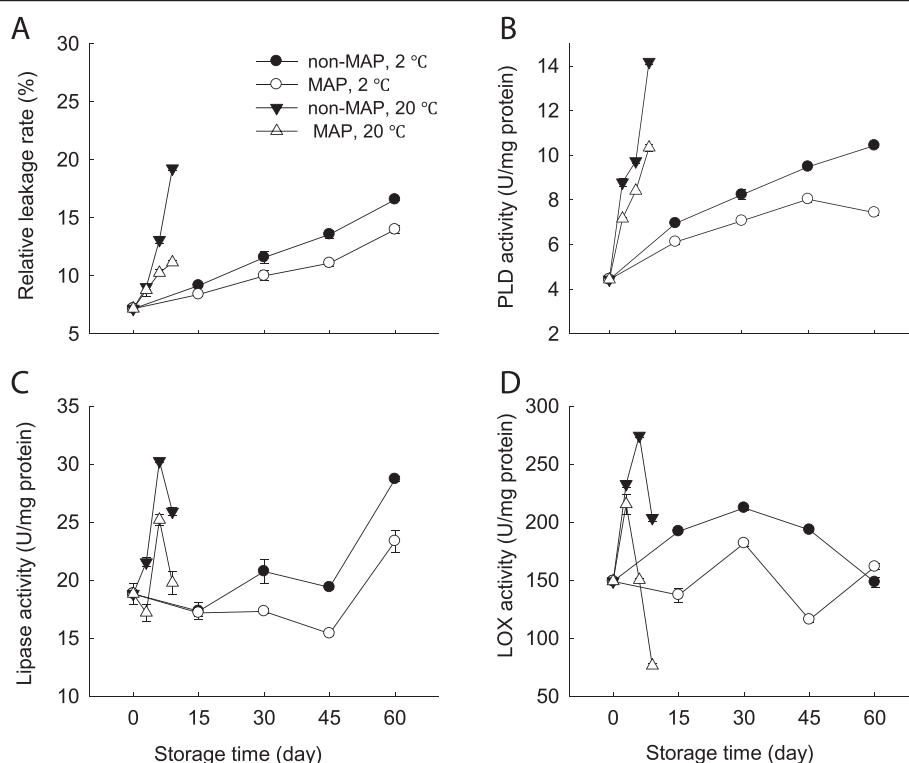 A
Relative leakage rate (%)
30
25
20
15
10
5
non-MAP, 2 ℃
MAP, 2 ℃
non-MAP, 20 ℃
MAP, 20 ℃
B
PLD activity (U/mg protein)
14
12
10
8
6
4
2
C
Lipase activity (U/mg protein)
35
30
25
20
15
10
0 15 30 45 60
Storage time (day)
D
LOX activity (U/mg protein)
300
250
200
150
100
50
0 15 30 45 60
Storage time (day)